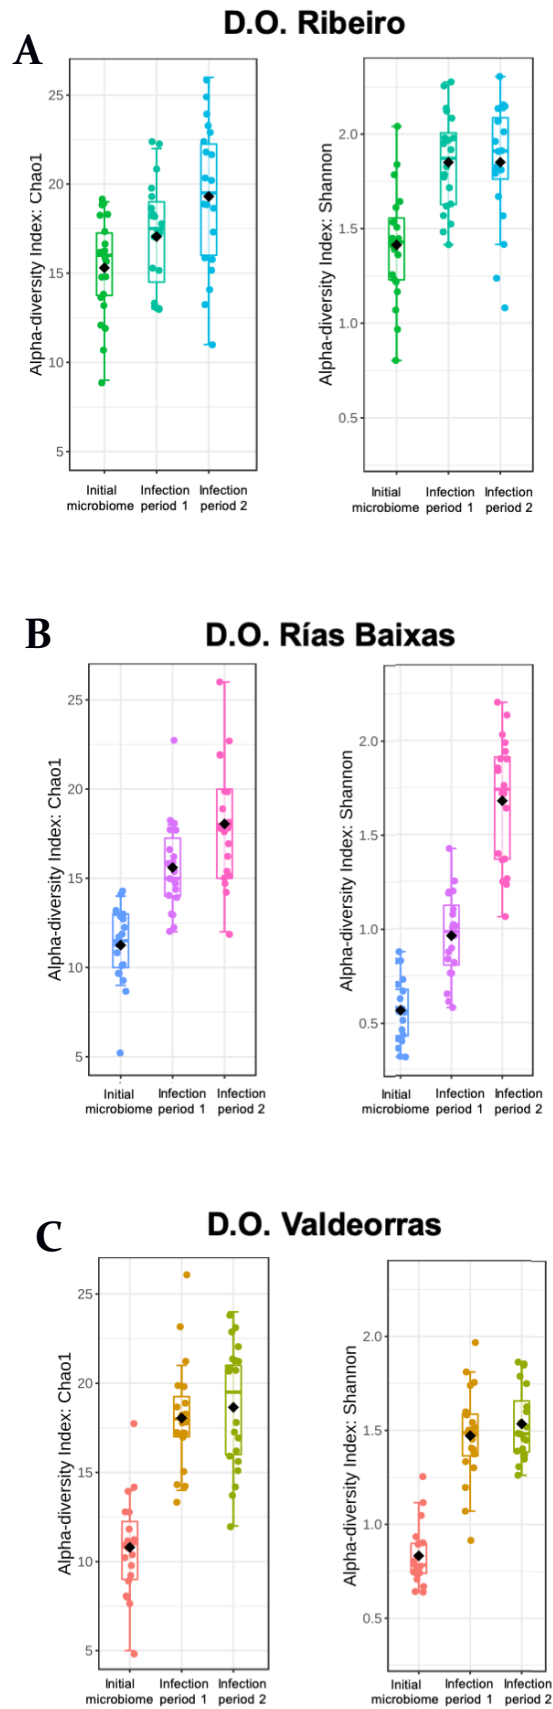 A
D.O. Ribeiro
Alpha-diversity Index: Chao1
25
20
15
10
5
Initial microbiome
Infection period 1
Infection period 2
Alpha-diversity Index: Shannon
2.0
1.5
1.0
0.5
Initial microbiome
Infection period 1
Infection period 2
B
D.O. Rías Baixas
Alpha-diversity Index: Chao1
25
20
15
10
5
Initial microbiome
Infection period 1
Infection period 2
Alpha-diversity Index: Shannon
2.0
1.5
1.0
0.5
Initial microbiome
Infection period 1
Infection period 2
C
D.O. Valdeorras
Alpha-diversity Index: Chao1
25
20
15
10
5
Initial microbiome
Infection period 1
Infection period 2
Alpha-diversity Index: Shannon
2.0
1.5
1.0
0.5
Initial microbiome
Infection period 1
Infection period 2